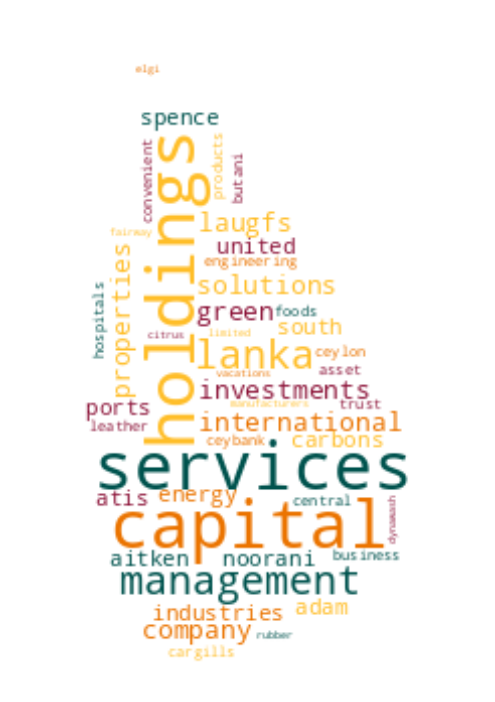 elgi
spence
convenient
holdings
products
butani
fairway
laugfs
united
engineering
properties
solutions
hospitals
green
foods
south
citrus
limited
lanka
ceylon
vacations
asset
investments
ports
manufacturers
trust
leather
international
ceybank
carbons
services
atis
energy
central
dynawash
capital
aitken
noorani
business
management
industries
adam
company
rubber
cargills